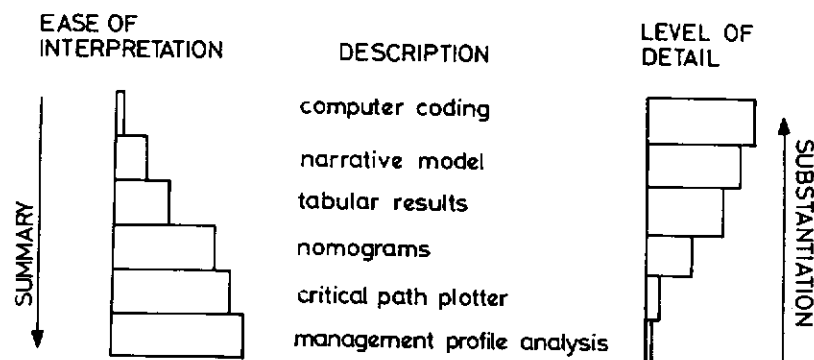 EASE OF
INTERPRETATION
DESCRIPTION
LEVEL OF
DETAIL
computer coding
narrative model
tabular results
nomograms
critical path plotter
management profile analysis
SUMMARY
SUBSTANTIATION